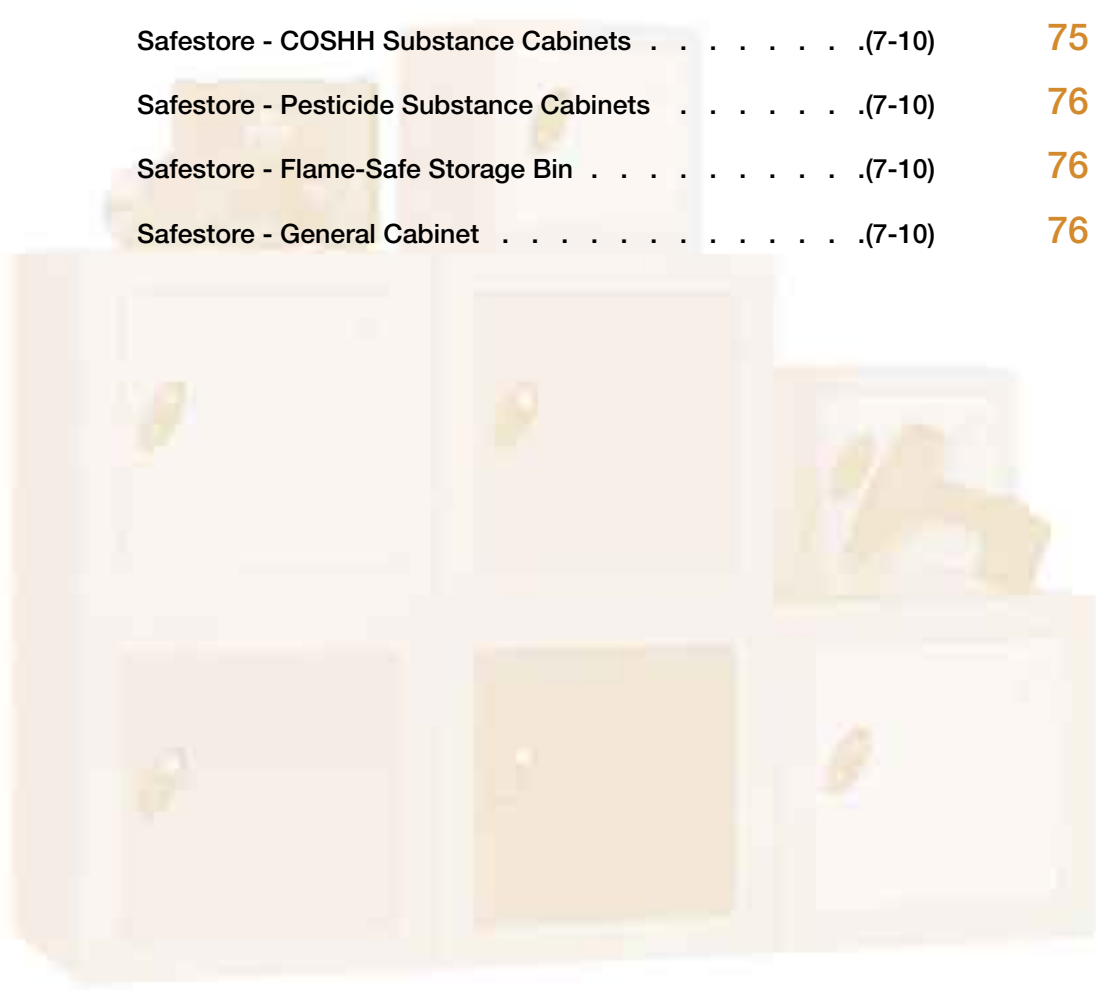 Safestore - COSHH Substance Cabinets . . . . . . . .(7-10) 75
Safestore - Pesticide Substance Cabinets . . . . . . .(7-10) 76
Safestore - Flame-Safe Storage Bin . . . . . . . . . .(7-10) 76
Safestore - General Cabinet . . . . . . . . . . . . .(7-10) 76